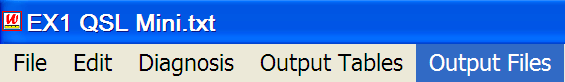 EX1 QSL Mini.txt
File Edit Diagnosis Output Tables Output Files